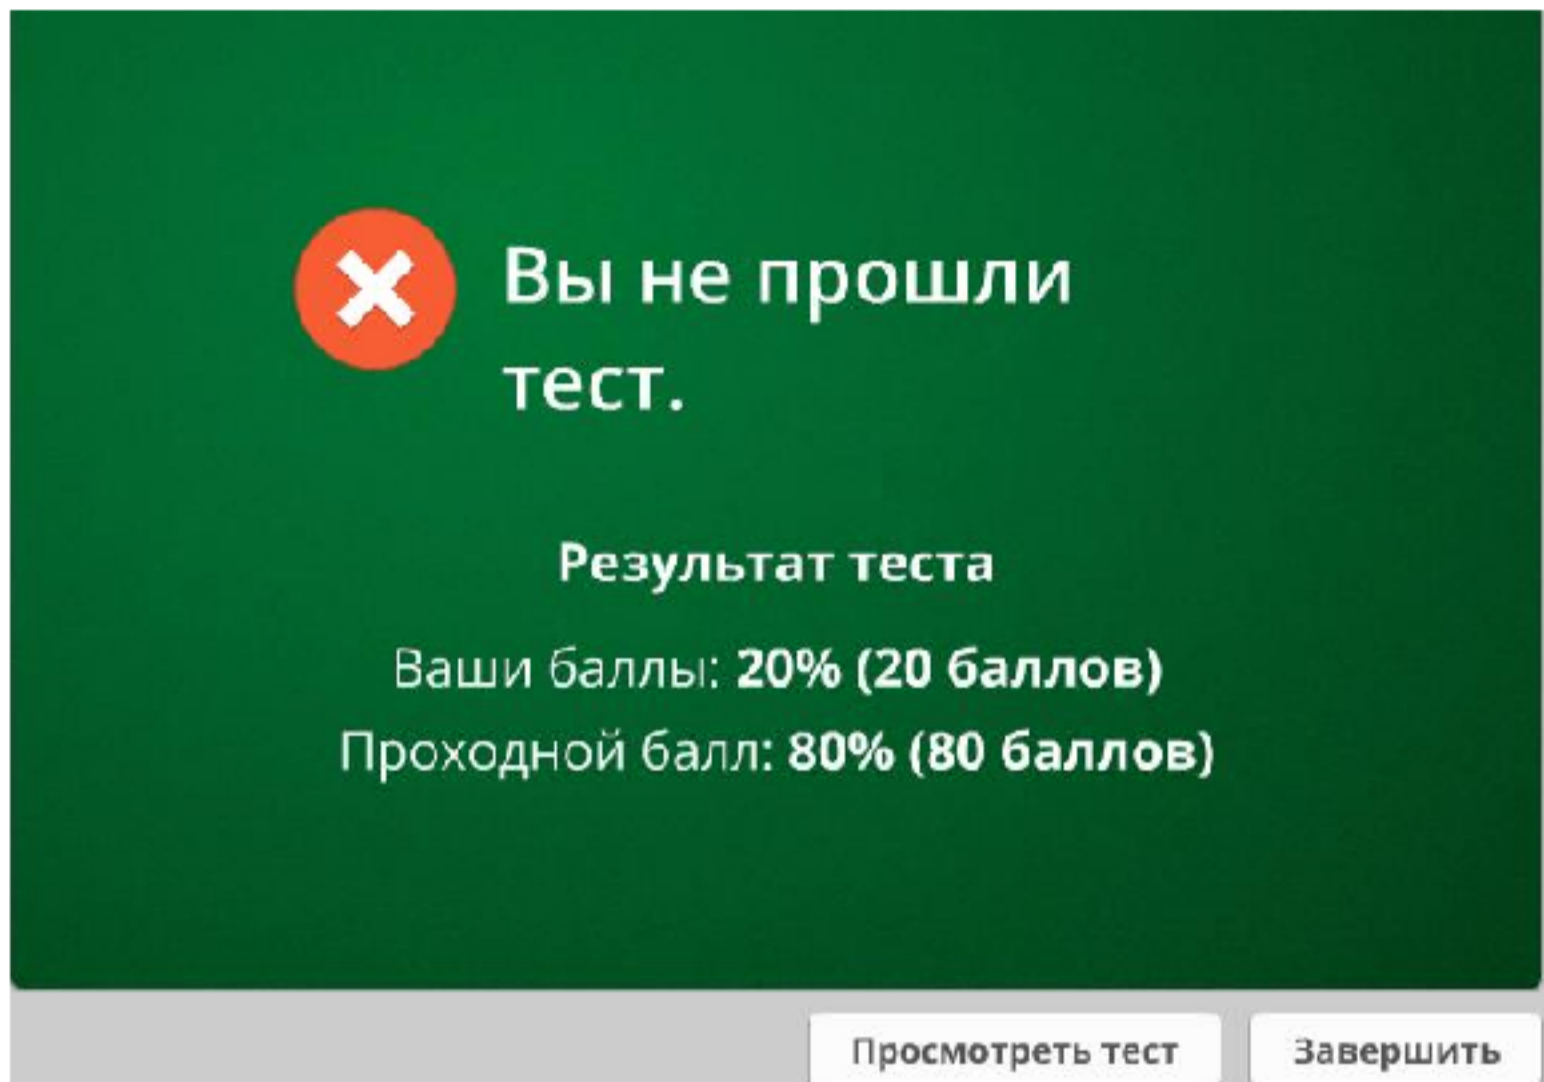 Вы не прошли
тест.
Результат теста
Ваши баллы: 20% (20 баллов)
Проходной балл: 80% (80 баллов)
Просмотреть тест
Завершить